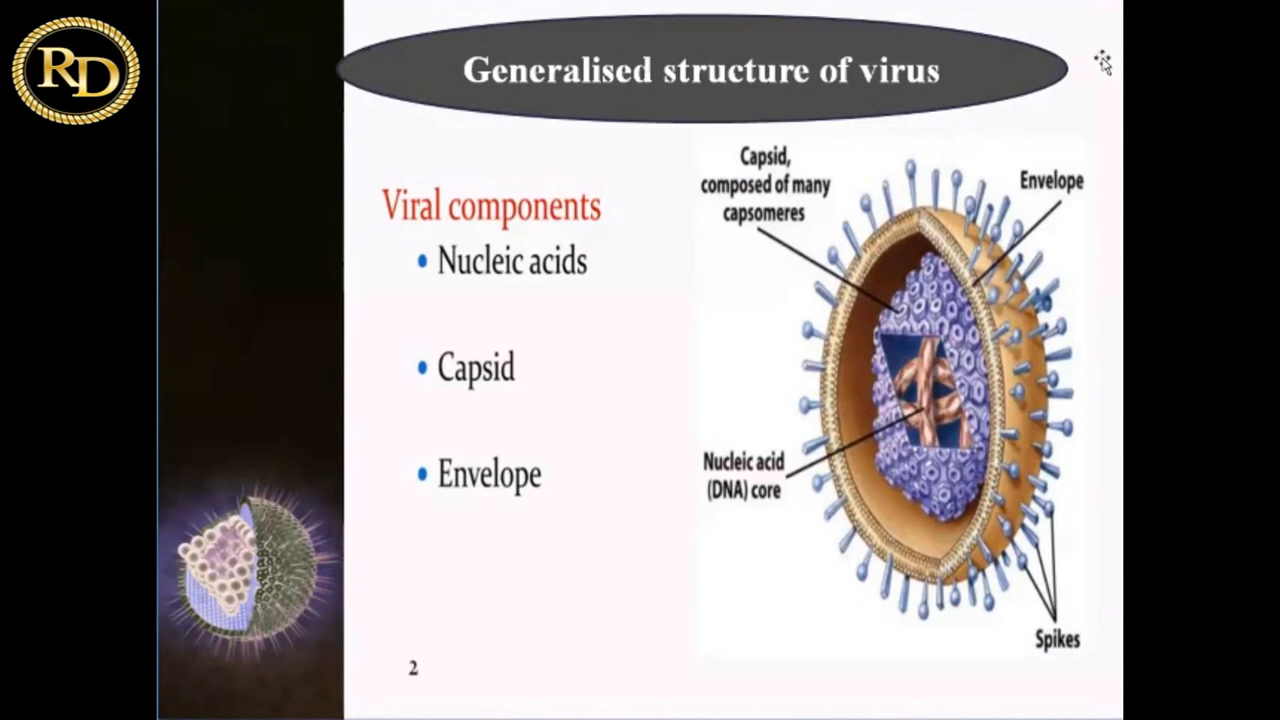 RD
Generalised structure of virus
Viral components
• Nucleic acids
• Capsid
• Envelope
Capsid,
composed of many
capsomeres
Envelope
Nucleic acid
(DNA) core
Spikes
2